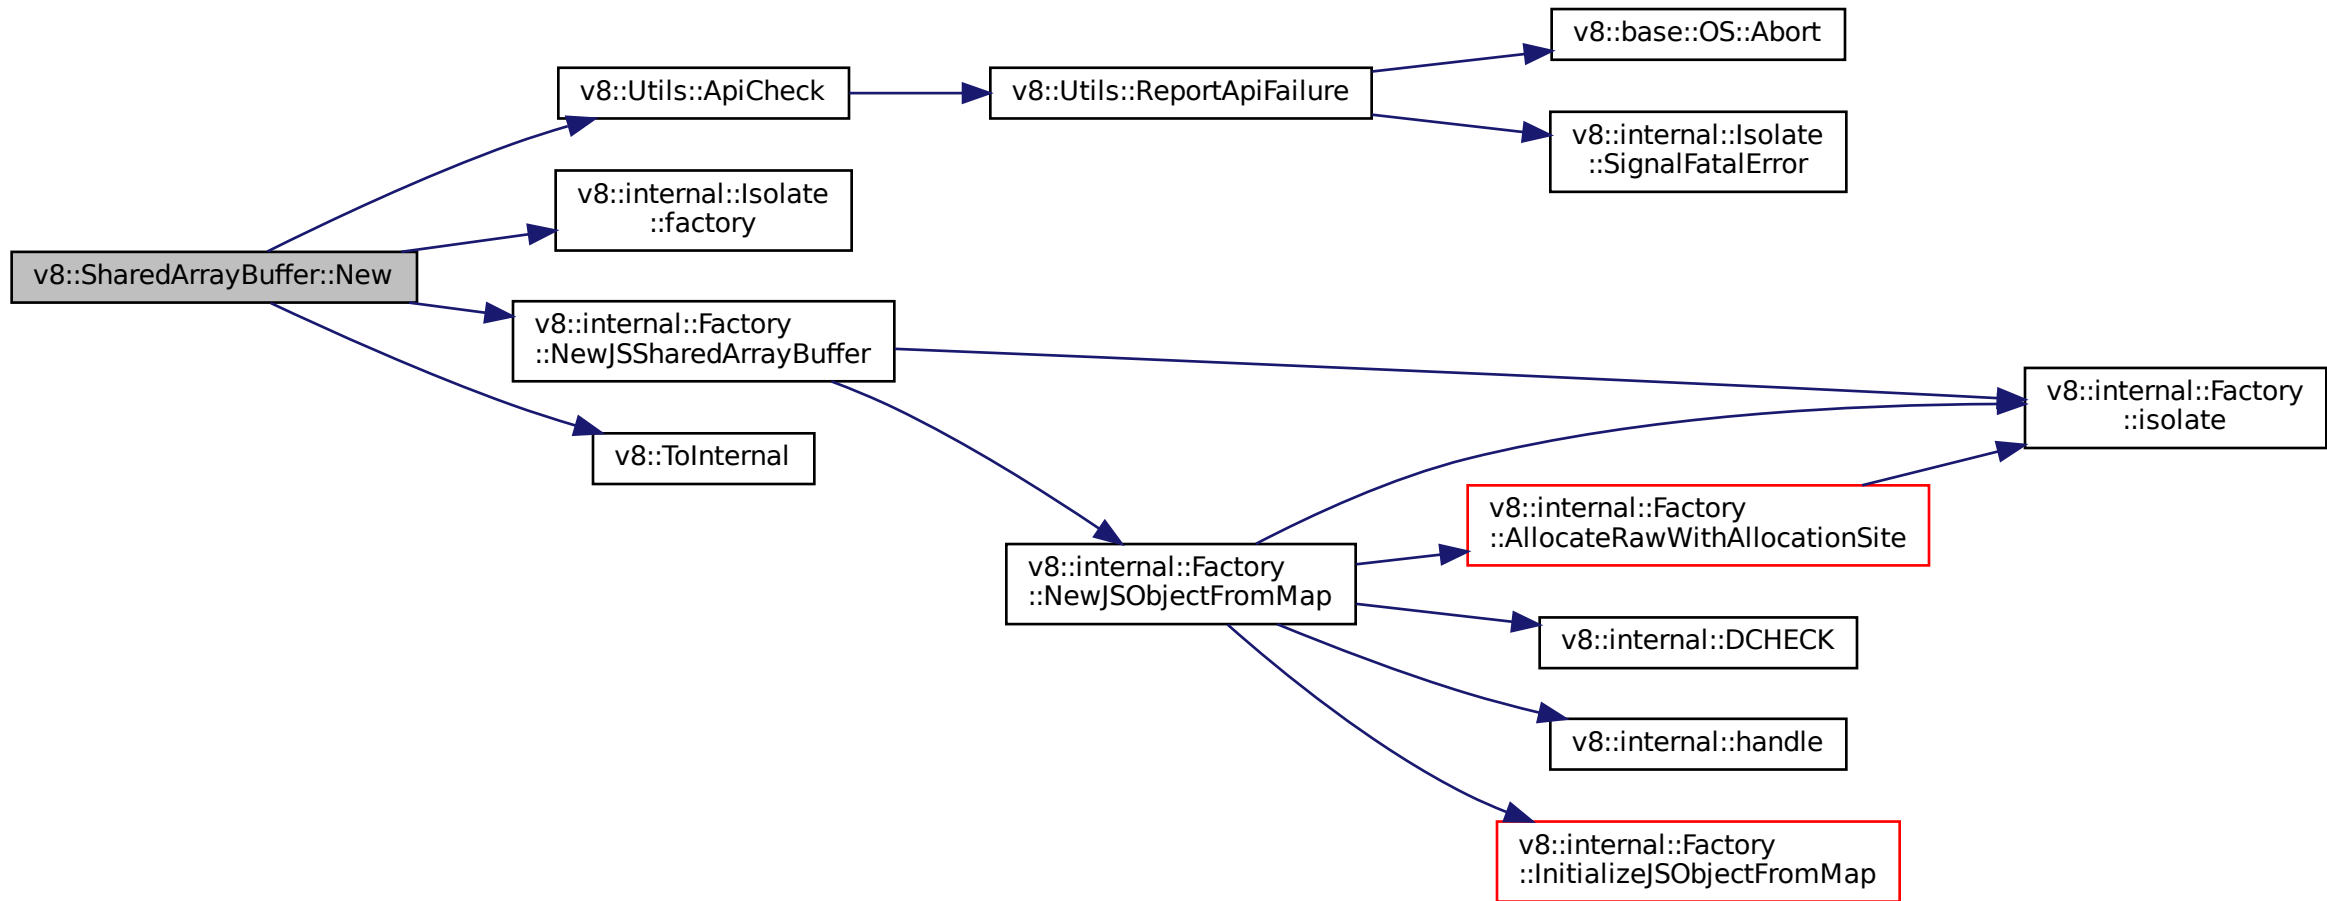 v8::SharedArrayBuffer::New
v8::Utils::ApiCheck
v8::internal::Isolate
::factory
v8::internal::Factory
::NewJSSharedArrayBuffer
v8::ToInternal
v8::Utils::ReportApiFailure
v8::base::OS::Abort
v8::internal::Isolate
::SignalFatalError
v8::internal::Factory
::NewJSObjectFromMap
v8::internal::Factory
::isolate
v8::internal::Factory
::AllocateRawWithAllocationSite
v8::internal::DCHECK
v8::internal::handle
v8::internal::Factory
::InitializeJSObjectFromMap